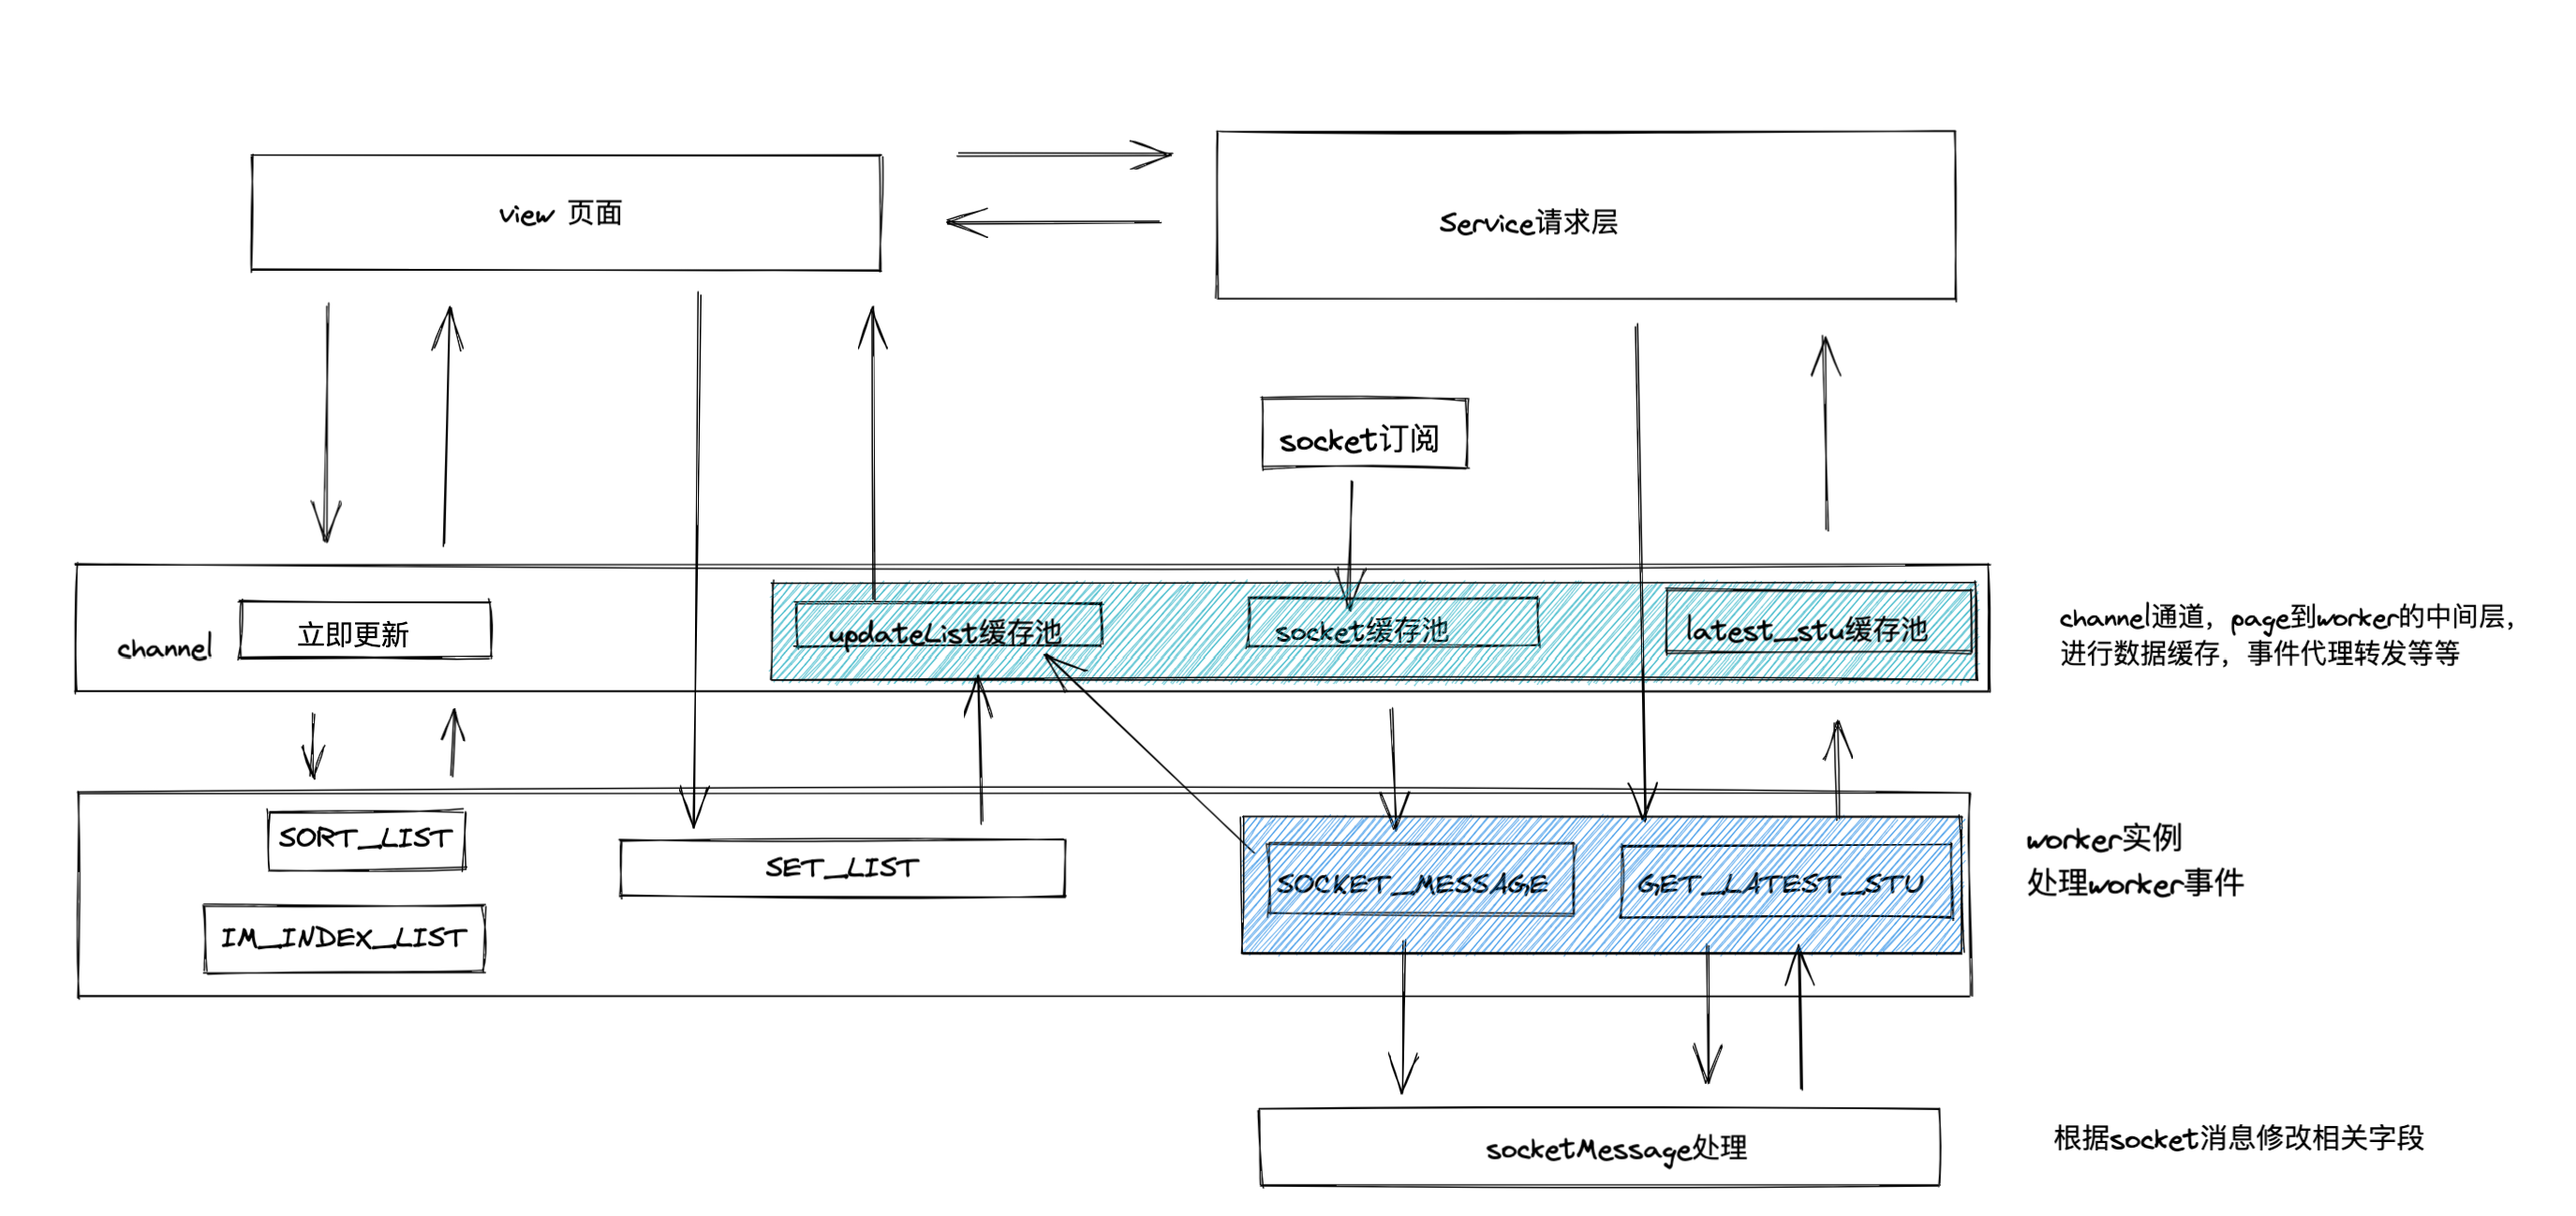 view 页面
Service请求层
socket订阅
channel
立即更新
updateList缓存池
socket缓存池
latest_stu缓存池
channel通道，page到worker的中间层，
进行数据缓存，事件代理转发等等
SORT_LIST
IM_INDEX_LIST
SET_LIST
SOCKET_MESSAGE
GET_LATEST_STU
worker实例
处理worker事件
socketMessage处理
根据socket消息修改相关字段